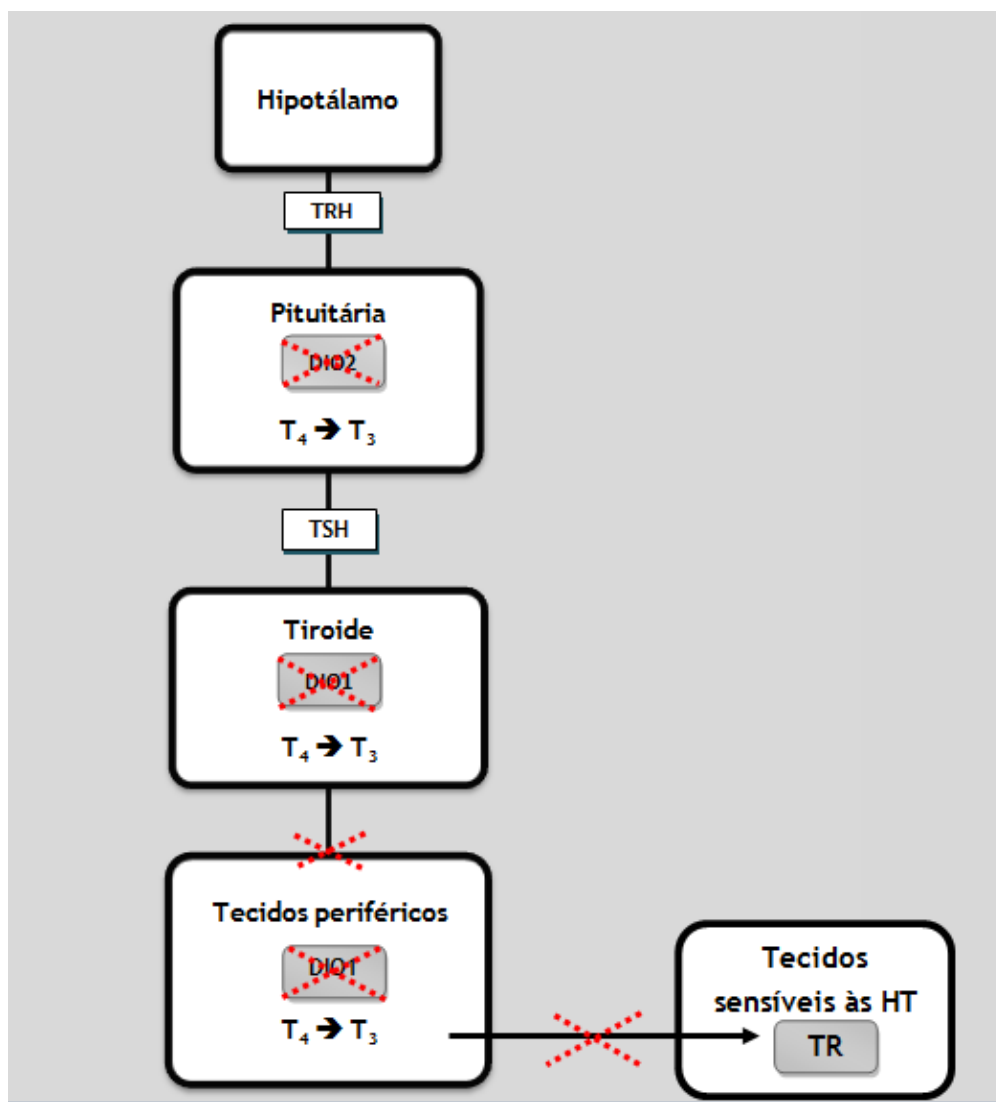 Hipotálamo
TRH
Pituitária
DIO2
T₄ → T₃
TSH
Tiroide
DIO1
T₄ → T₃
Tecidos periféricos
DIO1
T₄ → T₃
Tecidos
sensíveis às HT
TR